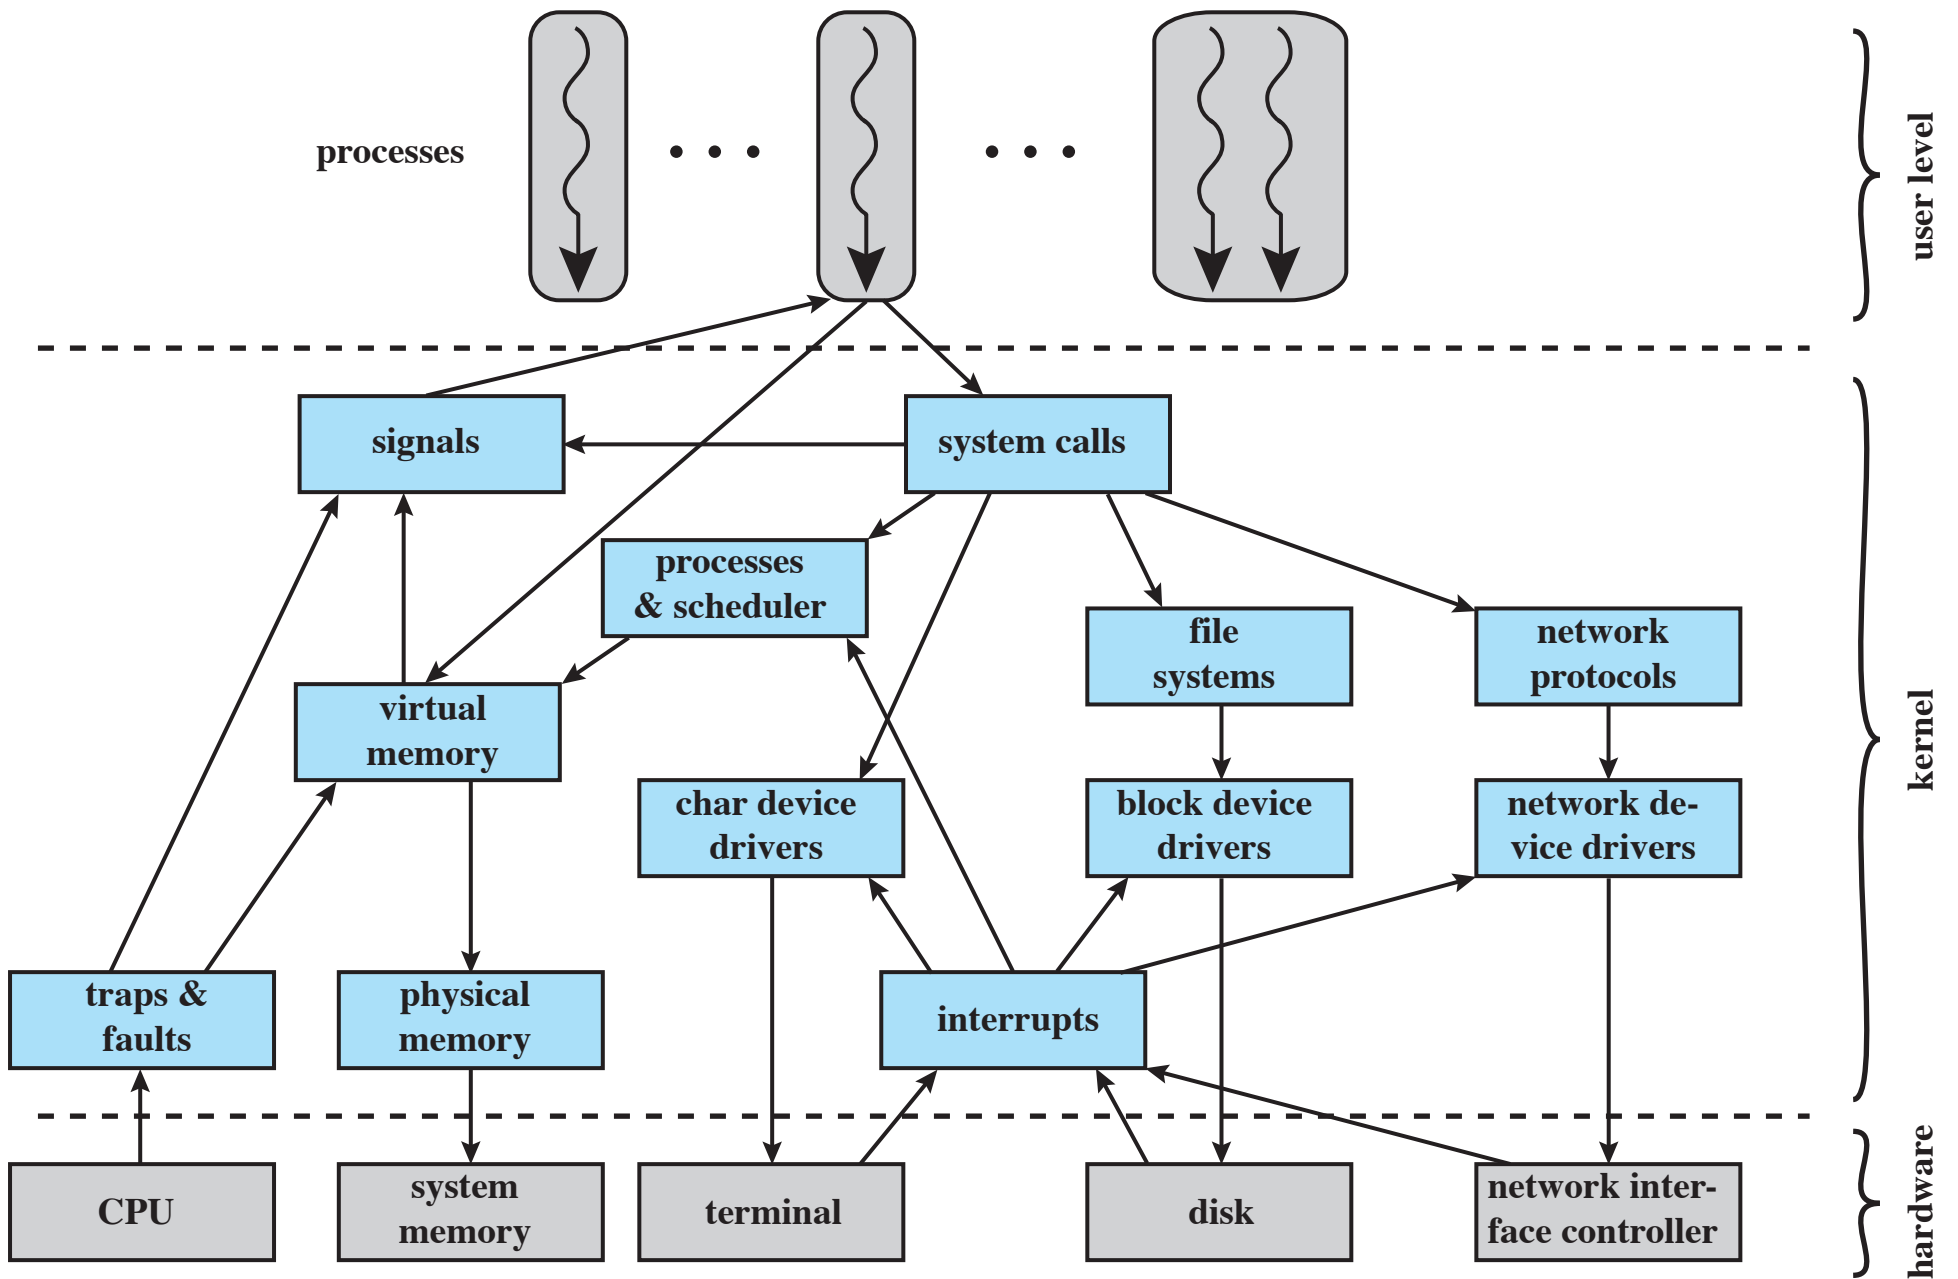 processes
user level
signals
system calls
processes
& scheduler
file
systems
network
protocols
virtual
memory
kernel
char device
drivers
block device
drivers
network de-
vice drivers
traps &
faults
physical
memory
interrupts
CPU
system
memory
terminal
disk
network inter-
face controller
hardware